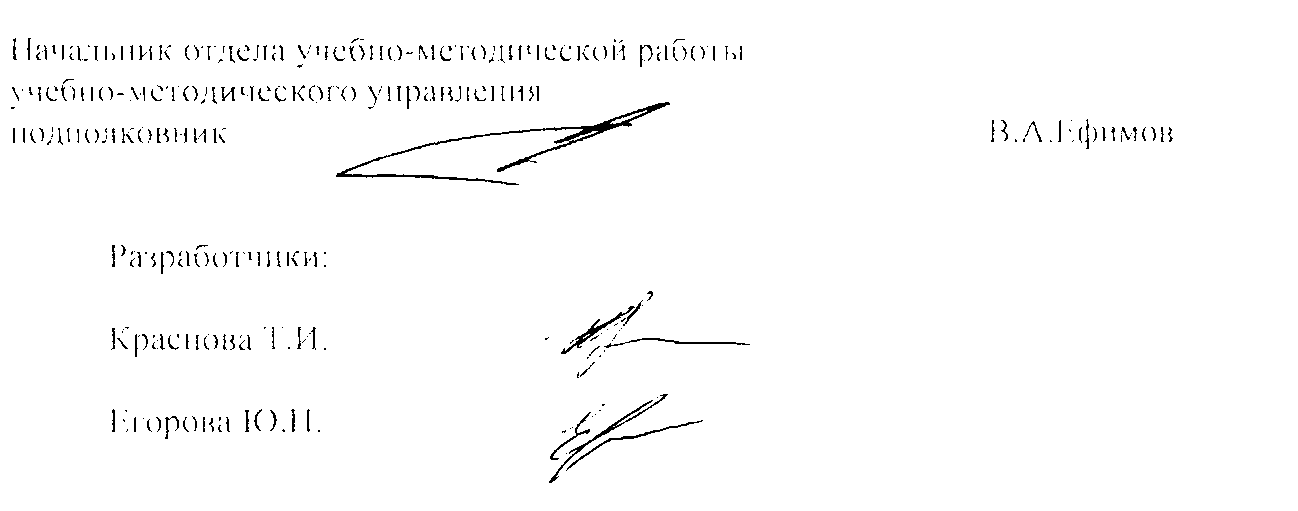 Начальник отдела учебно-методической работы
учебно-методического управления
подполковник В.А.Ефимов
Разработчики:
Краснова Т.И.
Егорова Ю.Н.